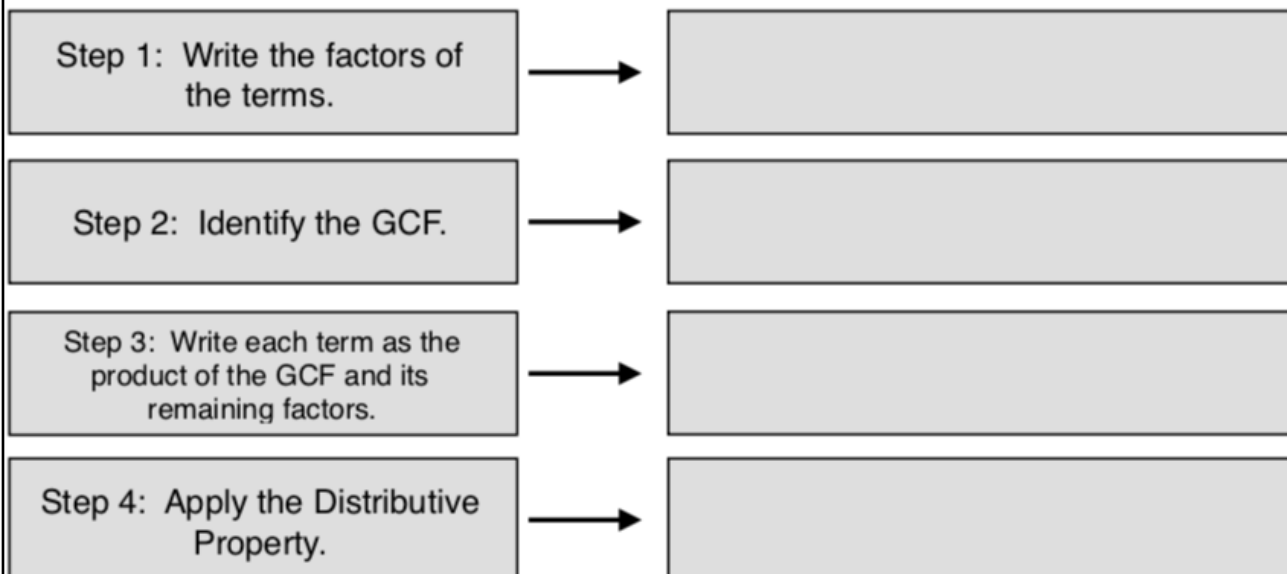 Step 1: Write the factors of
the terms.
Step 2: Identify the GCF.
Step 3: Write each term as the
product of the GCF and its
remaining factors.
Step 4: Apply the Distributive
Property.